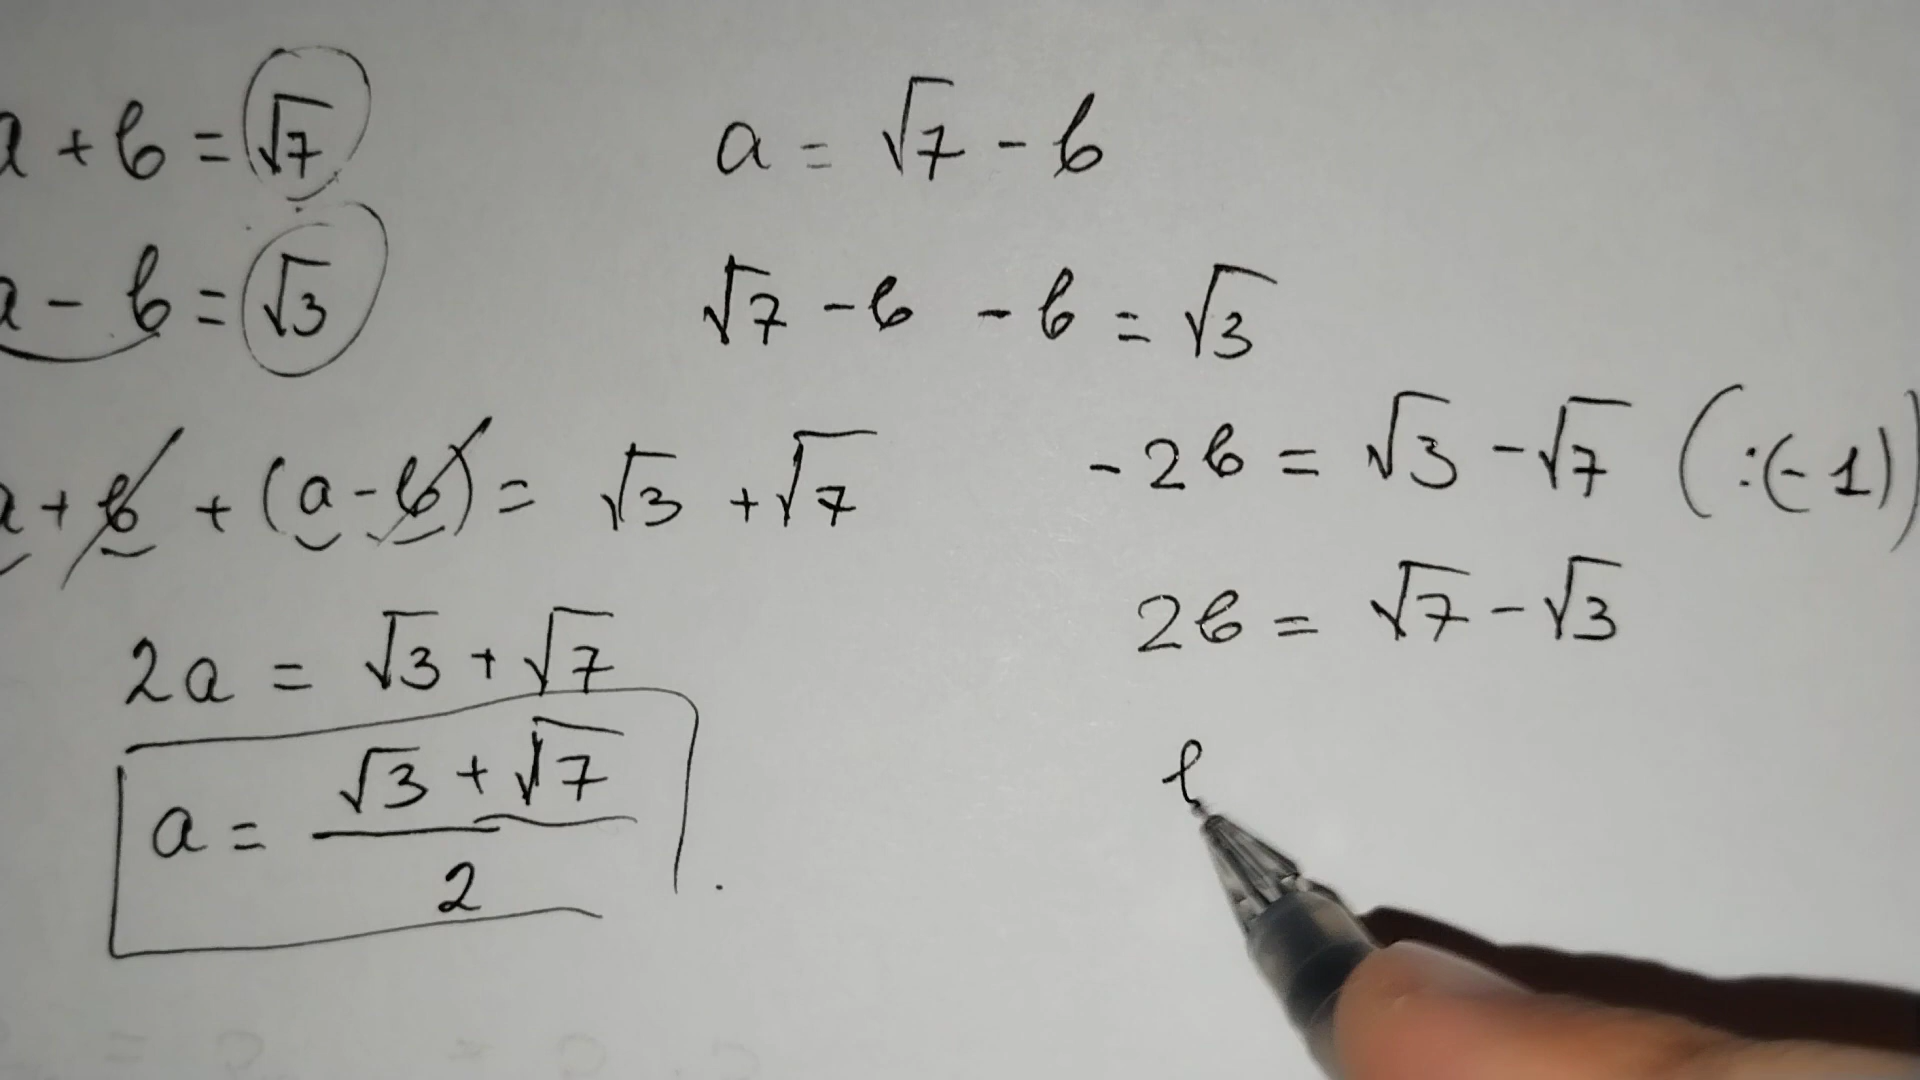 a + b = √7
a - b = √3
a + b + (a - b) = √3 + √7
2a = √3 + √7
a = (√3 + √7)/2
a = √7 - b
√7 - b - b = √3
-2b = √3 - √7 (:(-1))
2b = √7 - √3